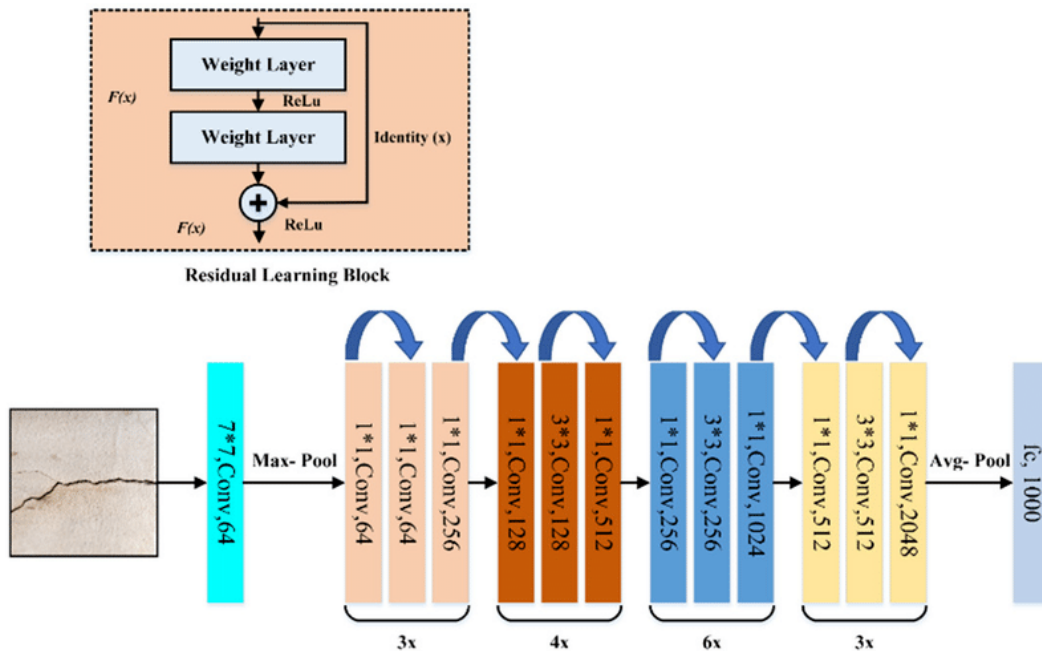 Weight Layer
F(x)
ReLu
Weight Layer
Identity (x)
+
F(x)
ReLu
Residual Learning Block
7*7,Conv,64
Max- Pool
1*1,Conv,64
1*1,Conv,64
1*1,Conv,256
1*1,Conv,128
3*3,Conv,128
1*1,Conv,512
1*1,Conv,256
3*3,Conv,256
1*1,Conv,1024
1*1,Conv,512
3*3,Conv,512
1*1,Conv,2048
Avg- Pool
fc, 1000
3x
4x
6x
3x